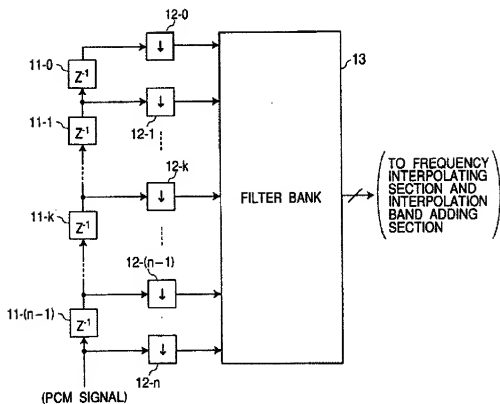 12-0
↓
13
11-0
Z-1
12-1
↓
11-1
Z-1
12-k
↓
FILTER BANK
(TO FREQUENCY
INTERPOLATING
SECTION AND
INTERPOLATION
BAND ADDING
SECTION)
11-k
Z-1
12-(n-1)
↓
11-(n-1)
Z-1
12-n
↓
(PCM SIGNAL)